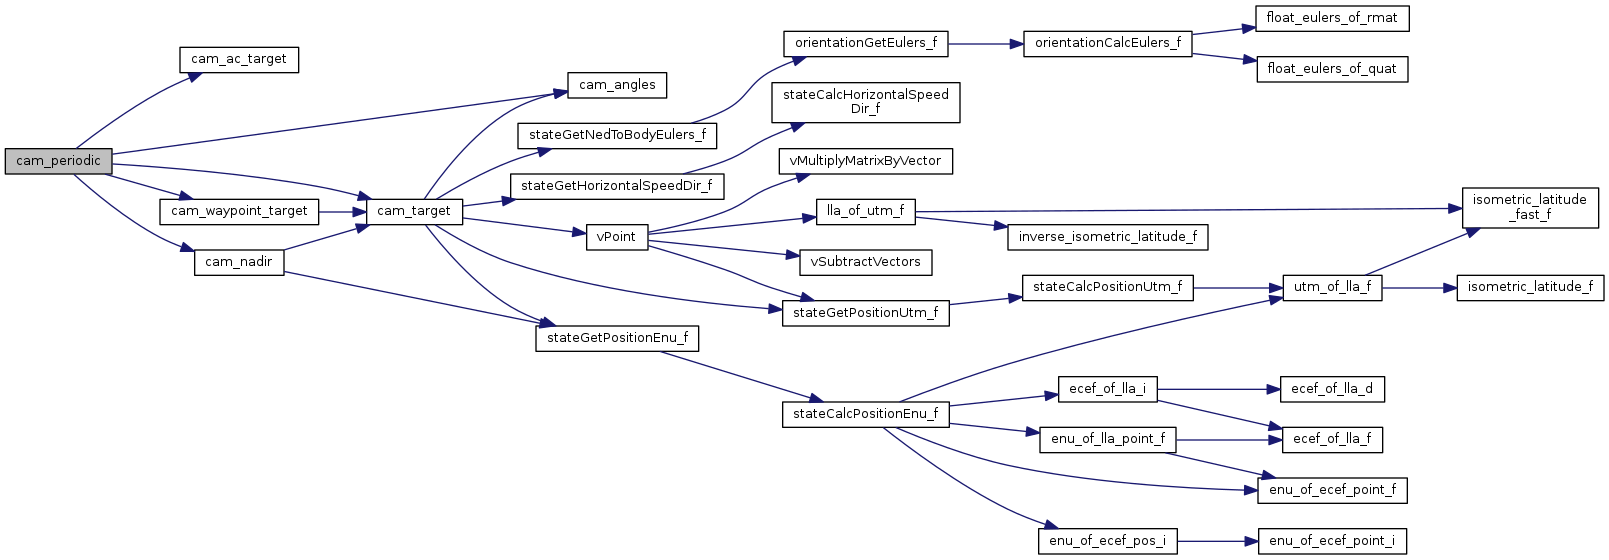 cam_periodic
cam_ac_target
cam_waypoint_target
cam_nadir
cam_target
cam_angles
stateGetNedToBodyEulers_f
stateGetHorizontalSpeedDir_f
vPoint
stateGetPositionEnu_f
orientationGetEulers_f
stateCalcHorizontalSpeed
Dir_f
vMultiplyMatrixByVector
lla_of_utm_f
vSubtractVectors
stateGetPositionUtm_f
stateCalcPositionEnu_f
orientationCalcEulers_f
inverse_isometric_latitude_f
stateCalcPositionUtm_f
ecef_of_lla_i
enu_of_lla_point_f
enu_of_ecef_pos_i
float_eulers_of_rmat
float_eulers_of_quat
utm_of_lla_f
ecef_of_lla_d
ecef_of_lla_f
enu_of_ecef_point_f
enu_of_ecef_point_i
isometric_latitude
_fast_f
isometric_latitude_f